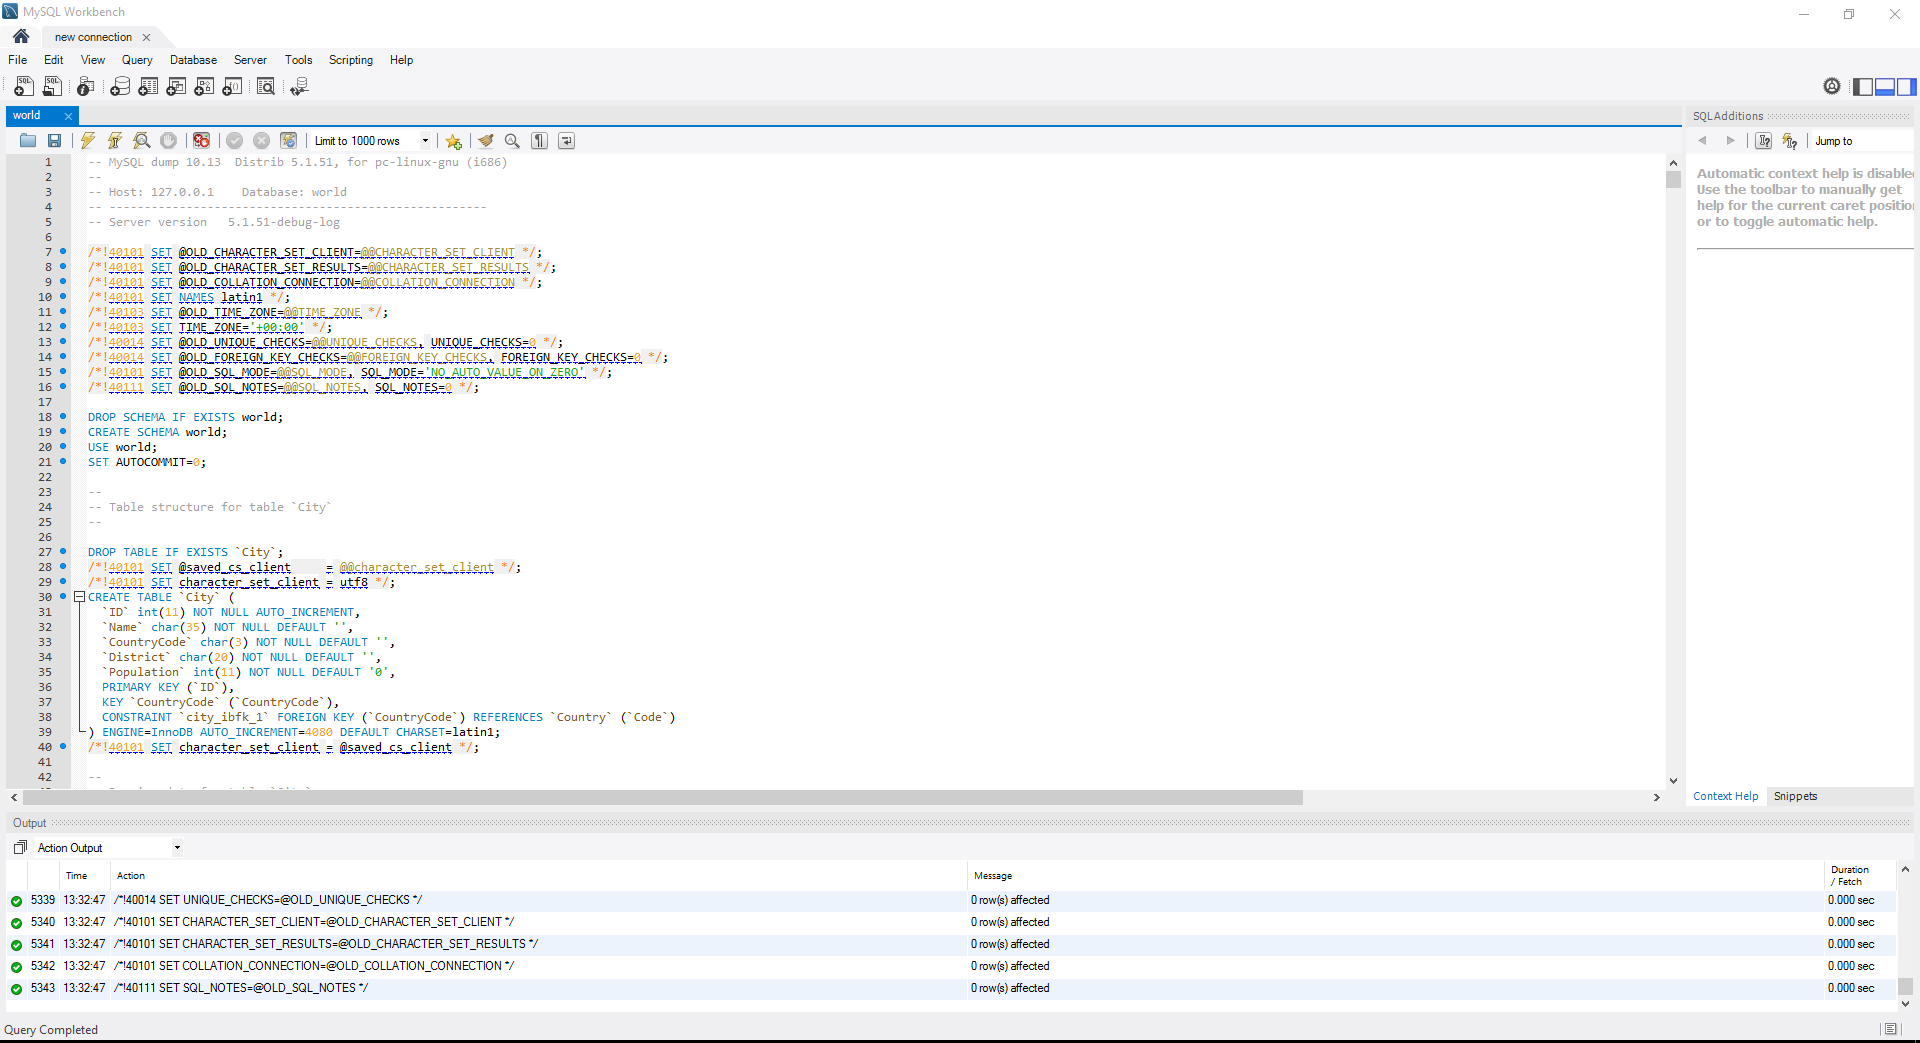 MySQL Workbench
new connection
File Edit View Query Database Server Tools Scripting Help
world
Limit to 1000 rows
1 -- MySQL dump 10.13  Distrib 5.1.51, for pc-linux-gnu (i686)
2 --
3 -- Host: 127.0.0.1    Database: world
4 -- ------------------------------------------------------
5 -- Server version   5.1.51-debug-log
6
7 /*!40101 SET @OLD_CHARACTER_SET_CLIENT=@@CHARACTER_SET_CLIENT */;
8 /*!40101 SET @OLD_CHARACTER_SET_RESULTS=@@CHARACTER_SET_RESULTS */;
9 /*!40101 SET @OLD_COLLATION_CONNECTION=@@COLLATION_CONNECTION */;
10 /*!40101 SET NAMES latin1 */;
11 /*!40103 SET @OLD_TIME_ZONE=@@TIME_ZONE */;
12 /*!40103 SET TIME_ZONE='+00:00' */;
13 /*!40014 SET @OLD_UNIQUE_CHECKS=@@UNIQUE_CHECKS, UNIQUE_CHECKS=0 */;
14 /*!40014 SET @OLD_FOREIGN_KEY_CHECKS=@@FOREIGN_KEY_CHECKS, FOREIGN_KEY_CHECKS=0 */;
15 /*!40101 SET @OLD_SQL_MODE=@@SQL_MODE, SQL_MODE='NO_AUTO_VALUE_ON_ZERO' */;
16 /*!40111 SET @OLD_SQL_NOTES=@@SQL_NOTES, SQL_NOTES=0 */;
17
18 DROP SCHEMA IF EXISTS world;
19 CREATE SCHEMA world;
20 USE world;
21 SET AUTOCOMMIT=0;
22
23 --
24 -- Table structure for table `City`
25 --
26
27 DROP TABLE IF EXISTS `City`;
28 /*!40101 SET @saved_cs_client     = @@character_set_client */;
29 /*!40101 SET character_set_client = utf8 */;
30 CREATE TABLE `City` (
31   `ID` int(11) NOT NULL AUTO_INCREMENT,
32   `Name` char(35) NOT NULL DEFAULT '',
33   `CountryCode` char(3) NOT NULL DEFAULT '',
34   `District` char(20) NOT NULL DEFAULT '',
35   `Population` int(11) NOT NULL DEFAULT '0',
36   PRIMARY KEY (`ID`),
37   KEY `CountryCode` (`CountryCode`),
38   CONSTRAINT `city_ibfk_1` FOREIGN KEY (`CountryCode`) REFERENCES `Country` (`Code`)
39 ) ENGINE=InnoDB AUTO_INCREMENT=4080 DEFAULT CHARSET=latin1;
40 /*!40101 SET character_set_client = @saved_cs_client */;
41
42 --
SQLAdditions
Jump to
Automatic context help is disable
Use the toolbar to manually get
help for the current caret positio
or to toggle automatic help.
Context Help Snippets
Output
Action Output
Time Action Message Duration / Fetch
5339 13:32:47 /*!40014 SET UNIQUE_CHECKS=@OLD_UNIQUE_CHECKS */ 0 row(s) affected 0.000 sec
5340 13:32:47 /*!40101 SET CHARACTER_SET_CLIENT=@OLD_CHARACTER_SET_CLIENT */ 0 row(s) affected 0.000 sec
5341 13:32:47 /*!40101 SET CHARACTER_SET_RESULTS=@OLD_CHARACTER_SET_RESULTS */ 0 row(s) affected 0.000 sec
5342 13:32:47 /*!40101 SET COLLATION_CONNECTION=@OLD_COLLATION_CONNECTION */ 0 row(s) affected 0.000 sec
5343 13:32:47 /*!40111 SET SQL_NOTES=@OLD_SQL_NOTES */ 0 row(s) affected 0.000 sec
Query Completed